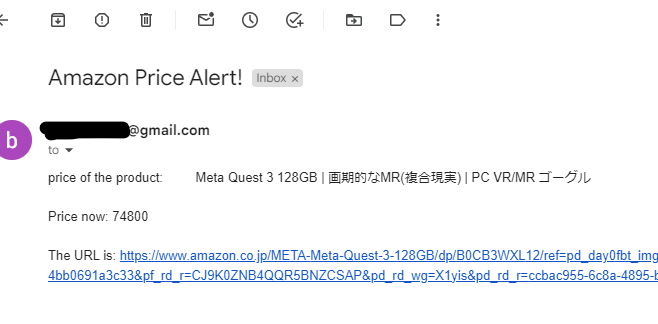 Amazon Price Alert! Inbox ×
b
@gmail.com
to
price of the product: Meta Quest 3 128GB | 画期的なMR(複合現実) | PC VR/MR ゴーグル
Price now: 74800
The URL is: https://www.amazon.co.jp/META-Meta-Quest-3-128GB/dp/B0CB3WXL12/ref=pd_day0fbt_img
4bb0691a3c33&pf_rd_r=CJ9K0ZNB4QQR5BNZCSAP&pd_rd_wg=X1yis&pd_rd_r=ccbac955-6c8a-4895-b